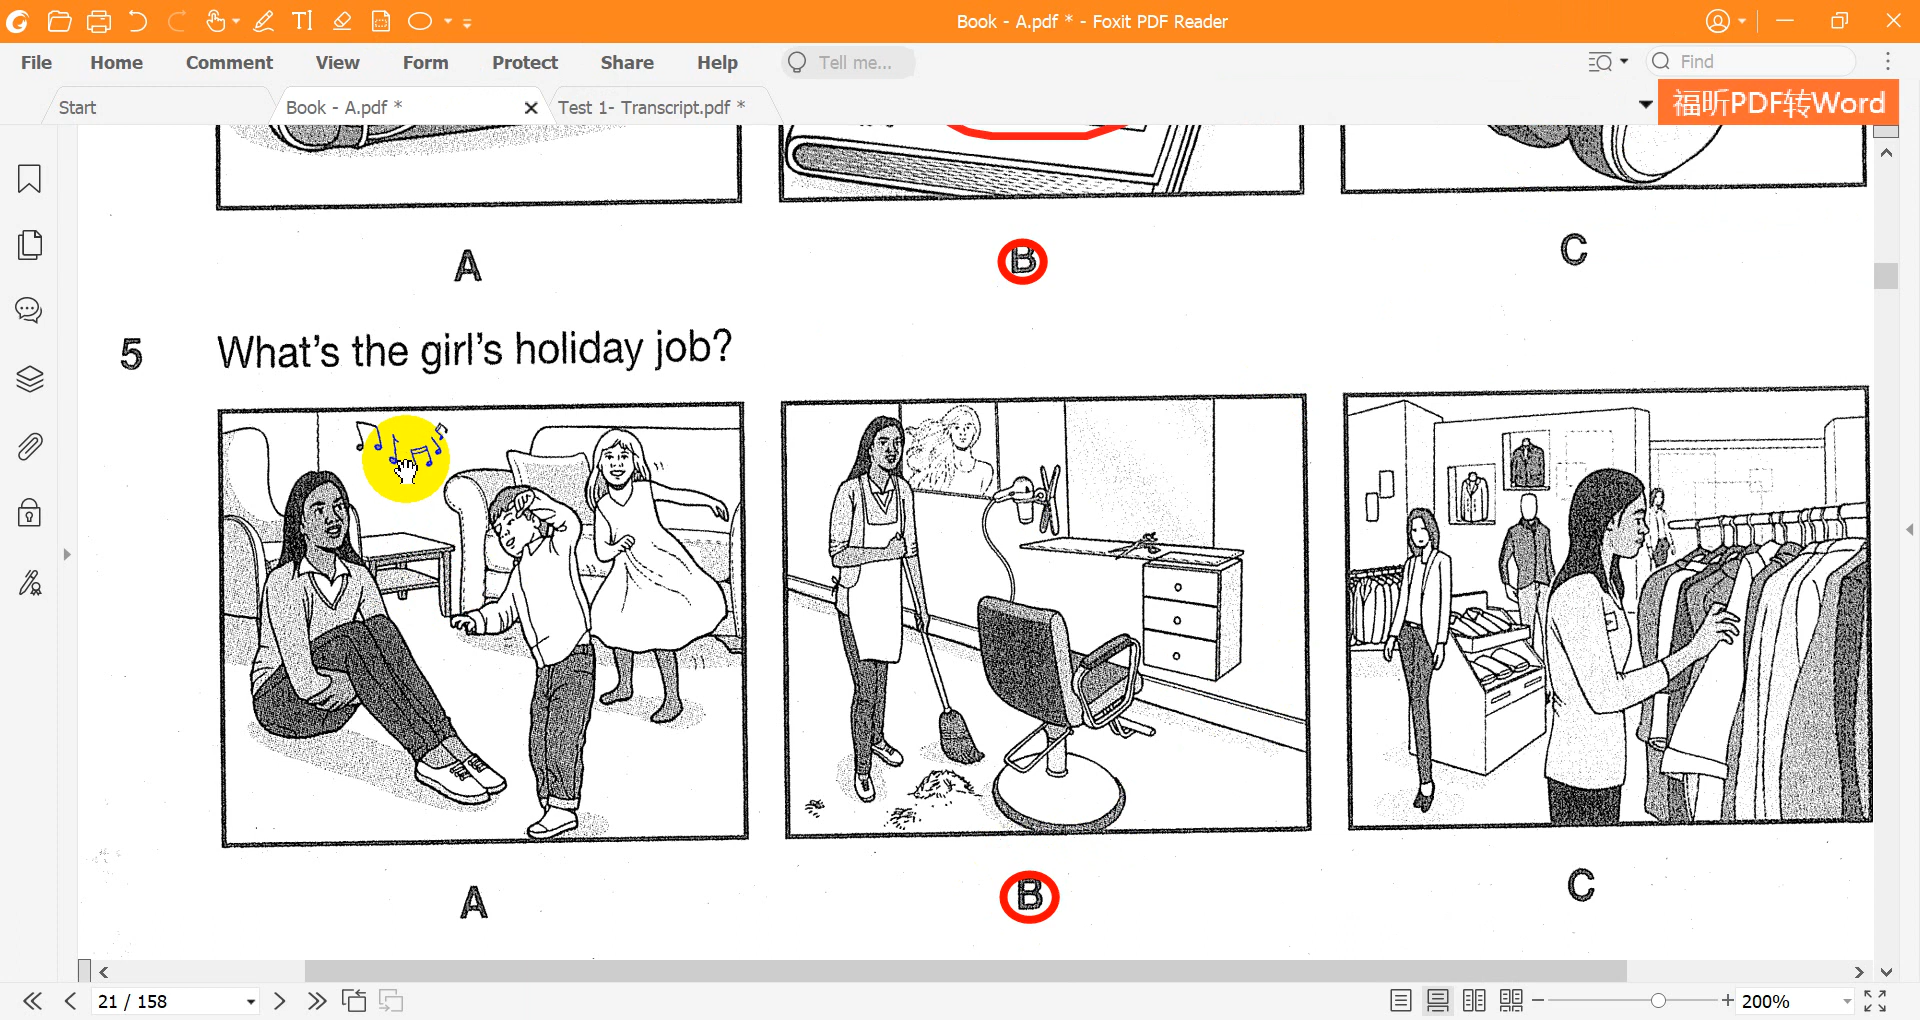 Book - A.pdf * - Foxit PDF Reader
File Home Comment View Form Protect Share Help Tell me... Find
Start Book - A.pdf * Test 1- Transcript.pdf * 福昕PDF转Word
A B C
5 What's the girl's holiday job?
A B C
21 / 158 200%